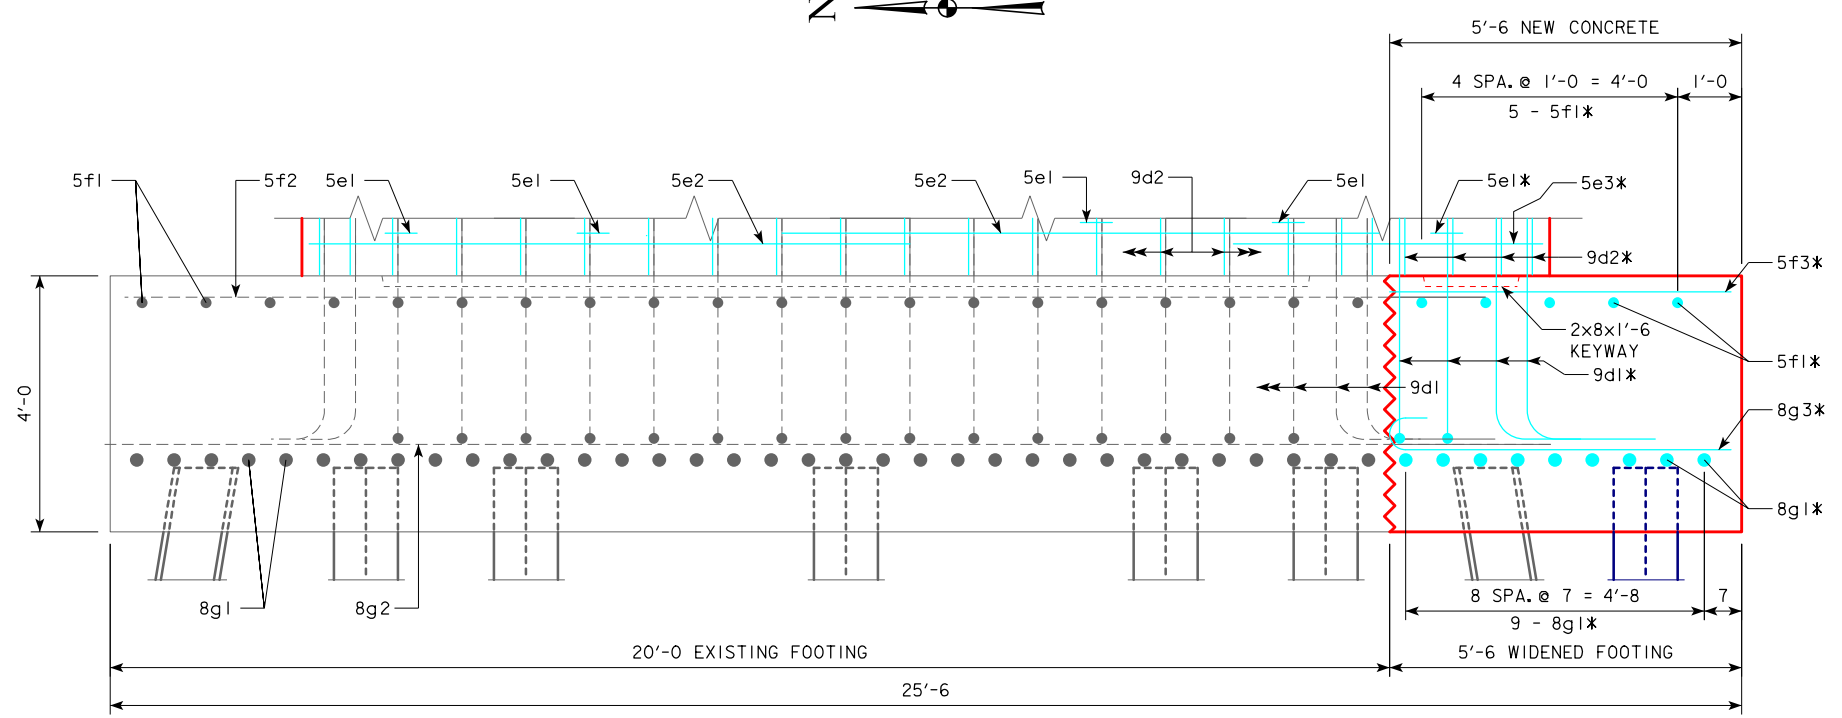 N
5'-6 NEW CONCRETE
4 SPA. @ 1'-0 = 4'-0
1'-0
5 - 5f1*
5f1
5f2
5e1
5e1
5e2
5e2
5e1
9d2
5e1
5e1*
5e3*
9d2*
5f3*
2x8x1'-6
KEYWAY
5f1*
9d1*
9d1
4'-0
8g3*
8g1*
8g1
8g2
8 SPA. @ 7 = 4'-8
7
9 - 8g1*
20'-0 EXISTING FOOTING
5'-6 WIDENED FOOTING
25'-6